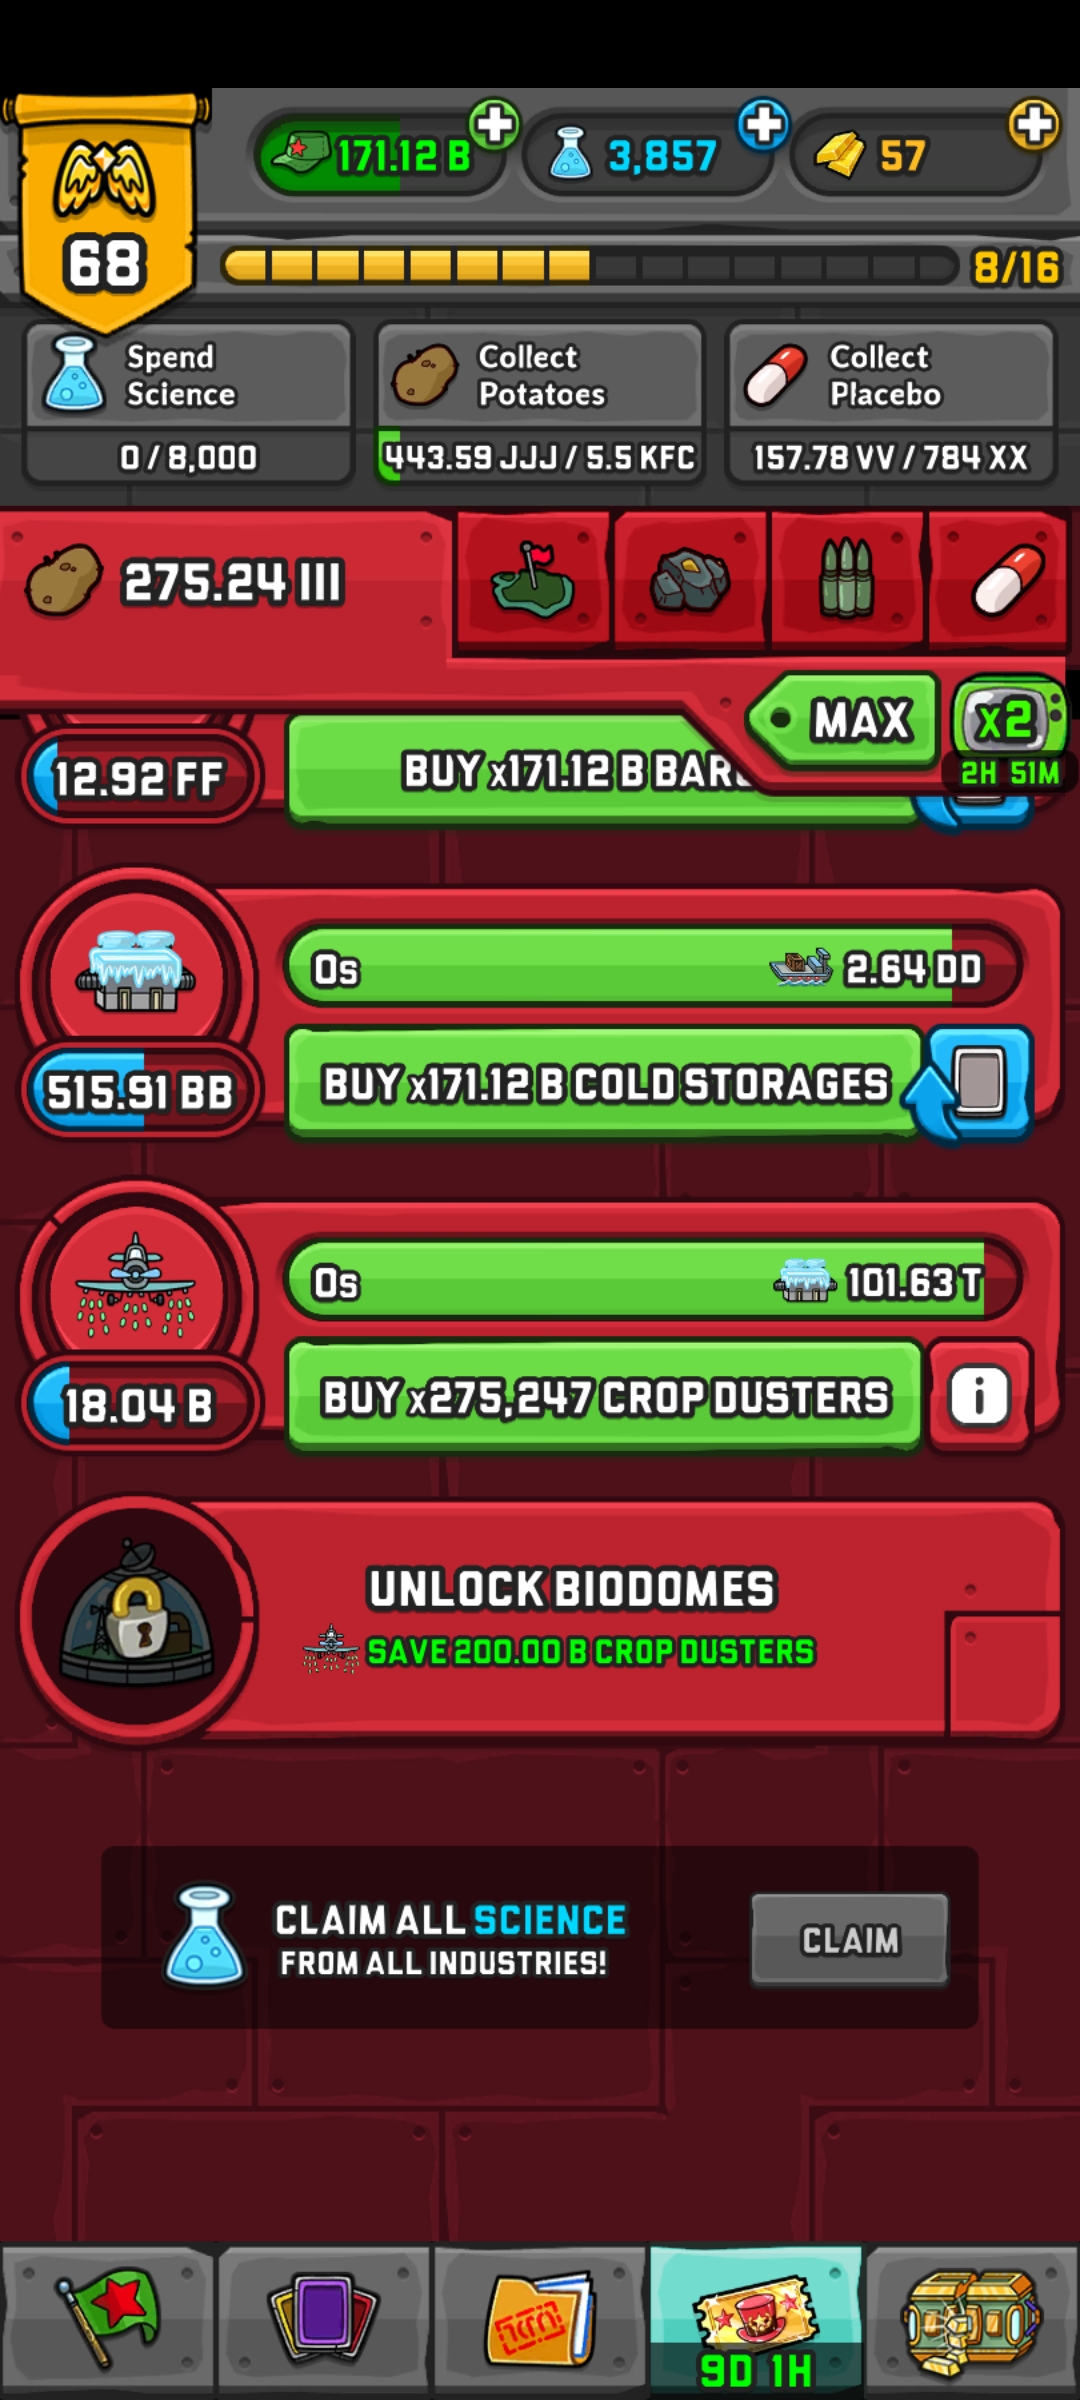 171.12 B
3,857
57
68
8/16
Spend
Science
0 / 8,000
Collect
Potatoes
443.59 JJJ / 5.5 KFC
Collect
Placebo
157.78 VV / 784 XX
275.24 III
MAX
x2
2H 51M
12.92 FF
BUY x171.12 B
0s
2.64 DD
515.91 BB
BUY x171.12 B COLD STORAGES
0s
101.63 T
18.04 B
BUY x275,247 CROP DUSTERS
i
UNLOCK BIODOMES
SAVE 200.00 B CROP DUSTERS
CLAIM ALL SCIENCE
FROM ALL INDUSTRIES!
CLAIM
9D 1H